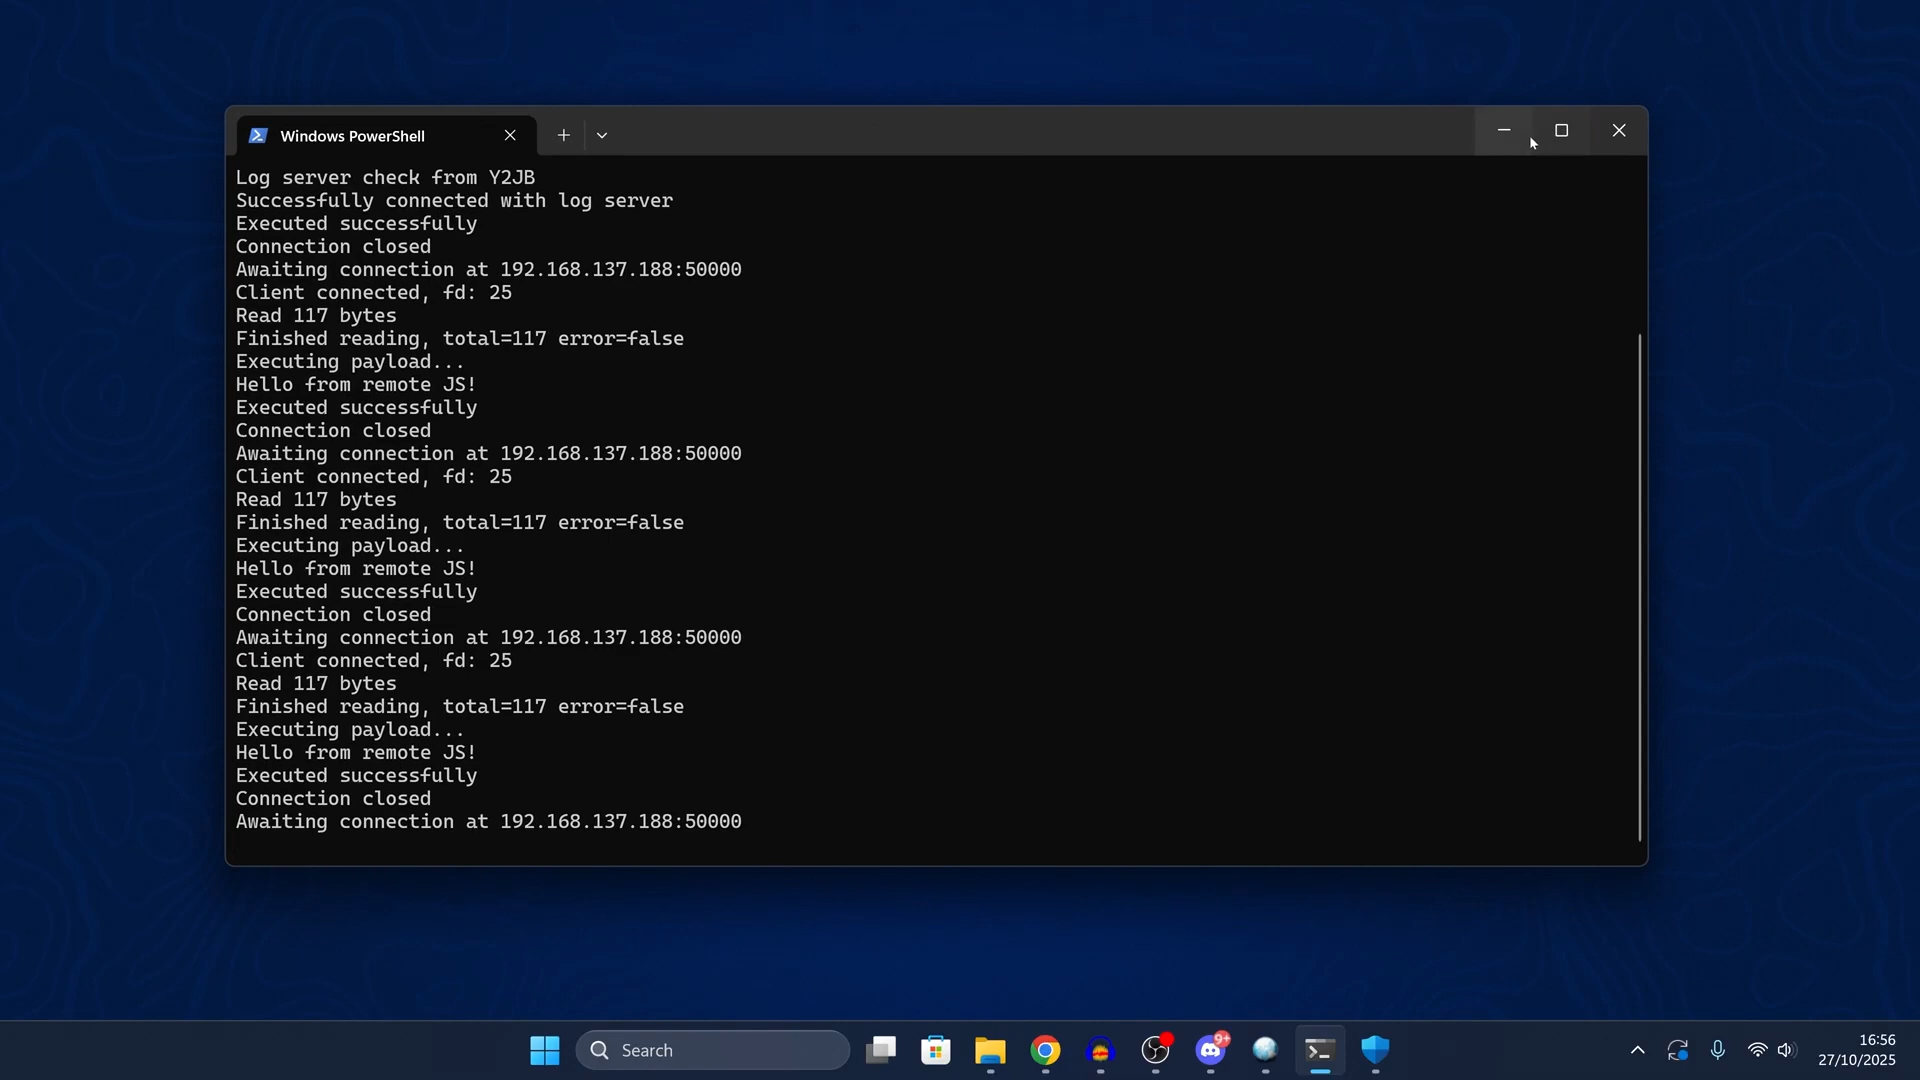 Windows PowerShell
Log server check from Y2JB
Successfully connected with log server
Executed successfully
Connection closed
Awaiting connection at 192.168.137.188:50000
Client connected, fd: 25
Read 117 bytes
Finished reading, total=117 error=false
Executing payload...
Hello from remote JS!
Executed successfully
Connection closed
Awaiting connection at 192.168.137.188:50000
Client connected, fd: 25
Read 117 bytes
Finished reading, total=117 error=false
Executing payload...
Hello from remote JS!
Executed successfully
Connection closed
Awaiting connection at 192.168.137.188:50000
Client connected, fd: 25
Read 117 bytes
Finished reading, total=117 error=false
Executing payload...
Hello from remote JS!
Executed successfully
Connection closed
Awaiting connection at 192.168.137.188:50000
Search
9+
16:56
27/10/2025